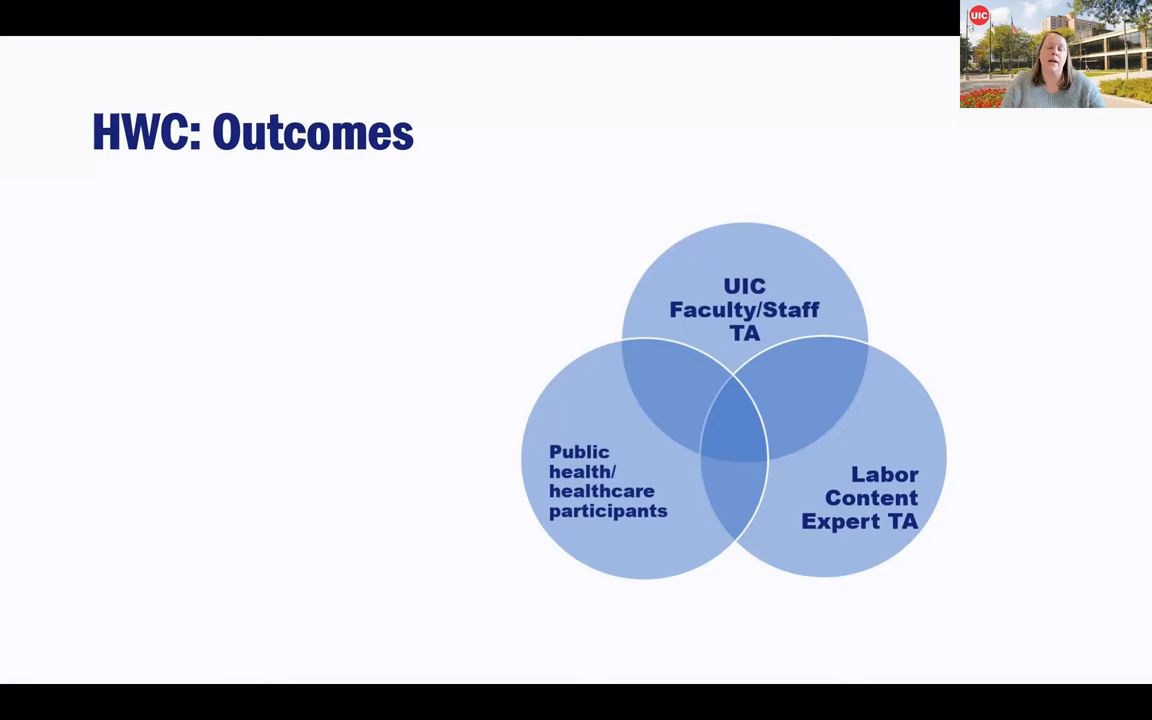 UIC
HWC: Outcomes
UIC
Faculty/Staff
TA
Public
health/
healthcare
participants
Labor
Content
Expert TA